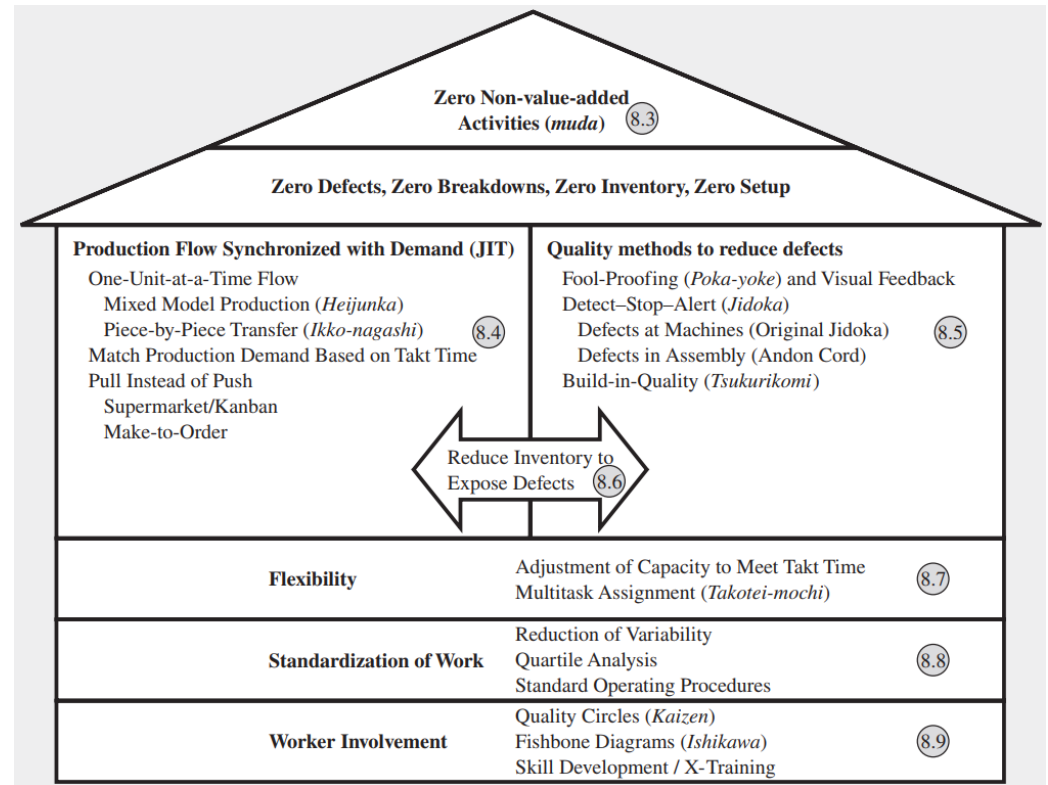 Zero Non-value-added
Activities (muda) 8.3
Zero Defects, Zero Breakdowns, Zero Inventory, Zero Setup
Production Flow Synchronized with Demand (JIT)
One-Unit-at-a-Time Flow
Mixed Model Production (Heijunka)
Piece-by-Piece Transfer (Ikko-nagashi) 8.4
Match Production Demand Based on Takt Time
Pull Instead of Push
Supermarket/Kanban
Make-to-Order
Quality methods to reduce defects
Fool-Proofing (Poka-yoke) and Visual Feedback
Detect–Stop–Alert (Jidoka)
Defects at Machines (Original Jidoka) 8.5
Defects in Assembly (Andon Cord)
Build-in-Quality (Tsukurikomi)
Reduce Inventory to
Expose Defects 8.6
Flexibility
Adjustment of Capacity to Meet Takt Time
Multitask Assignment (Takotei-mochi)
8.7
Standardization of Work
Reduction of Variability
Quartile Analysis
Standard Operating Procedures
8.8
Worker Involvement
Quality Circles (Kaizen)
Fishbone Diagrams (Ishikawa)
Skill Development / X-Training
8.9